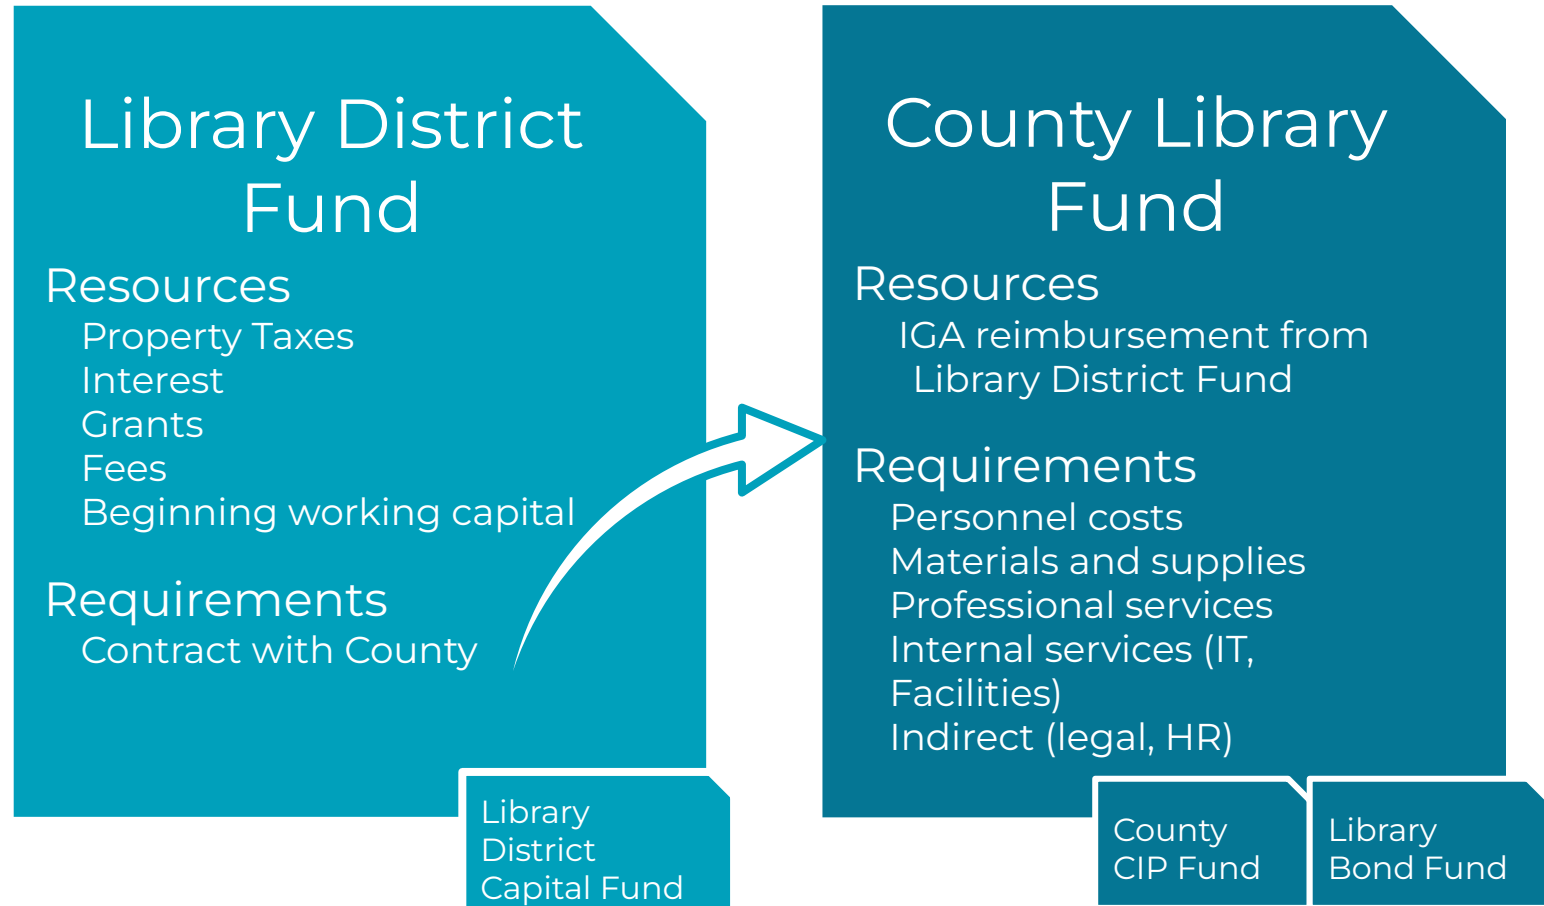 Library District
Fund
Resources
Property Taxes
Interest
Grants
Fees
Beginning working capital
Requirements
Contract with County
Library
District
Capital Fund
County Library
Fund
Resources
IGA reimbursement from
Library District Fund
Requirements
Personnel costs
Materials and supplies
Professional services
Internal services (IT,
Facilities)
Indirect (legal, HR)
County
CIP Fund
Library
Bond Fund